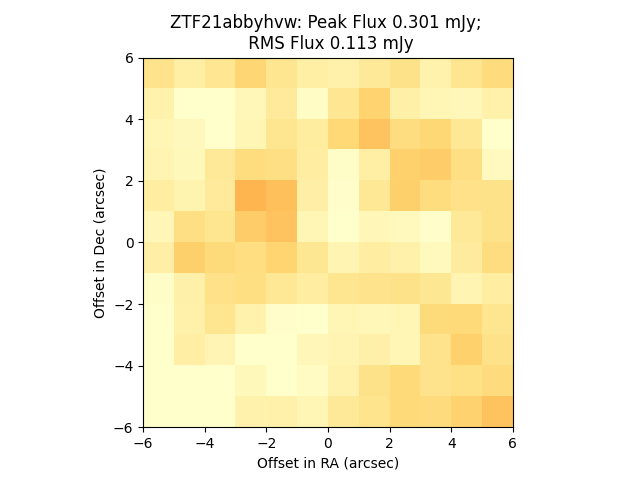 ZTF21abbyhvw: Peak Flux 0.301 mJy;
RMS Flux 0.113 mJy
6
4
2
0
−2
−4
−6
Offset in Dec (arcsec)
−6 −4 −2 0 2 4 6
Offset in RA (arcsec)